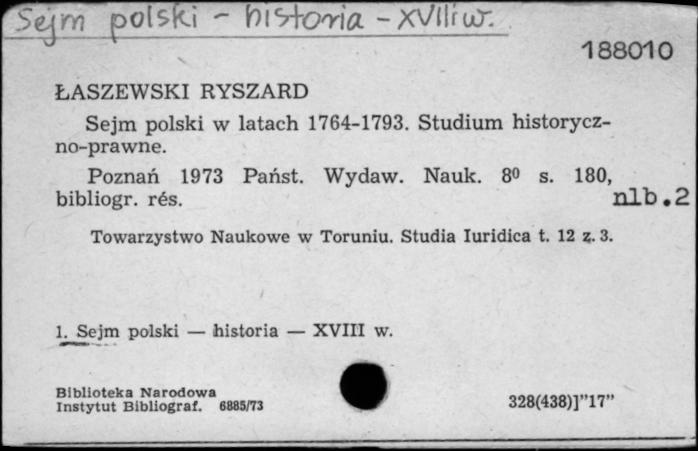 Sejm polski - historia - XVIII w.
188010
ŁASZEWSKI RYSZARD
Sejm polski w latach 1764-1793. Studium historycz-
no-prawne.
Poznań 1973 Państ. Wydaw. Nauk. 8⁰ s. 180,
bibliogr. rés. nlb.2
Towarzystwo Naukowe w Toruniu. Studia Iuridica t. 12 z. 3.
1. Sejm polski — historia — XVIII w.
Biblioteka Narodowa
Instytut Bibliograf. 6885/73 328(438)]"17"